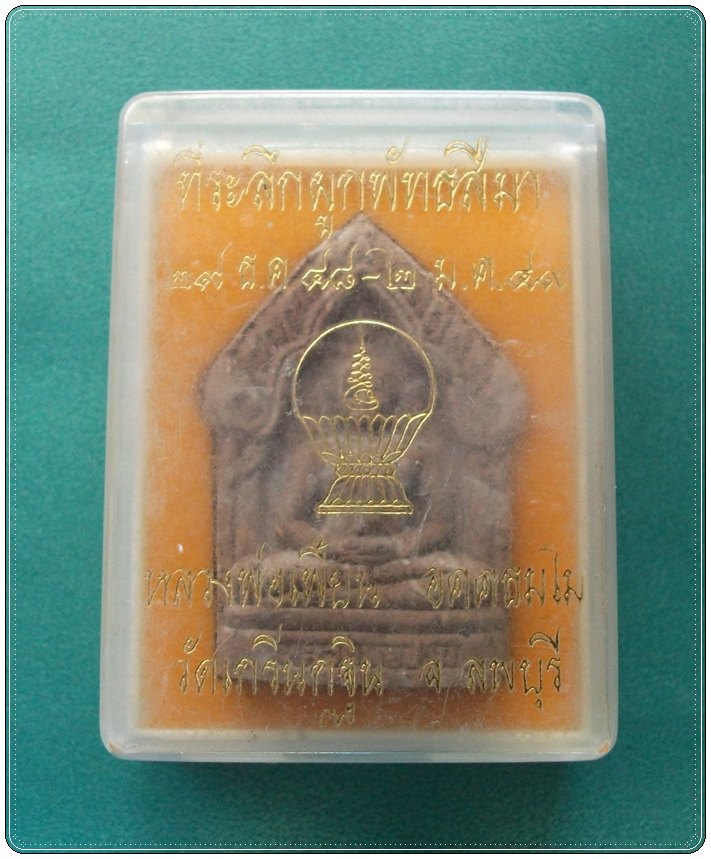 ที่ระลึกผูกพัทธสีมา
๒๙ ธ.ค ๔๘-๒ ม.ค.๔๙
หลวงพ่อเพี้ยน อคคธมโม
วัดเกริ่นกฐิน จ ลพบุรี